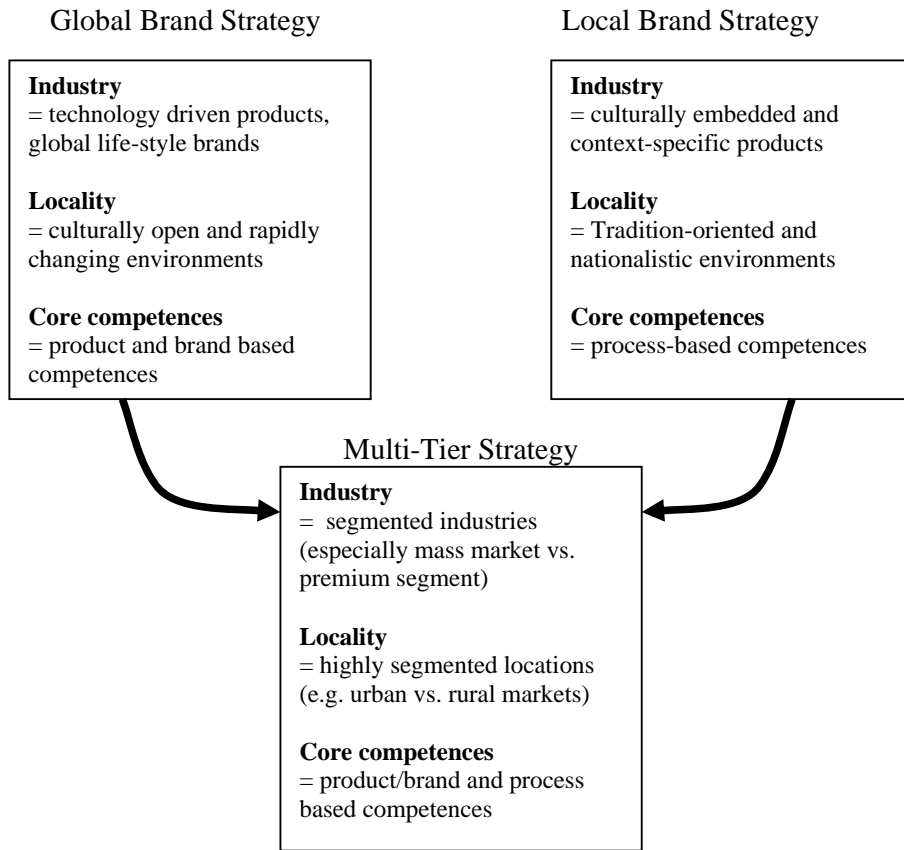 Global Brand Strategy
Industry
= technology driven products,
global life-style brands
Locality
= culturally open and rapidly
changing environments
Core competences
= product and brand based
competences
Local Brand Strategy
Industry
= culturally embedded and
context-specific products
Locality
= Tradition-oriented and
nationalistic environments
Core competences
= process-based competences
Multi-Tier Strategy
Industry
= segmented industries
(especially mass market vs.
premium segment)
Locality
= highly segmented locations
(e.g. urban vs. rural markets)
Core competences
= product/brand and process
based competences